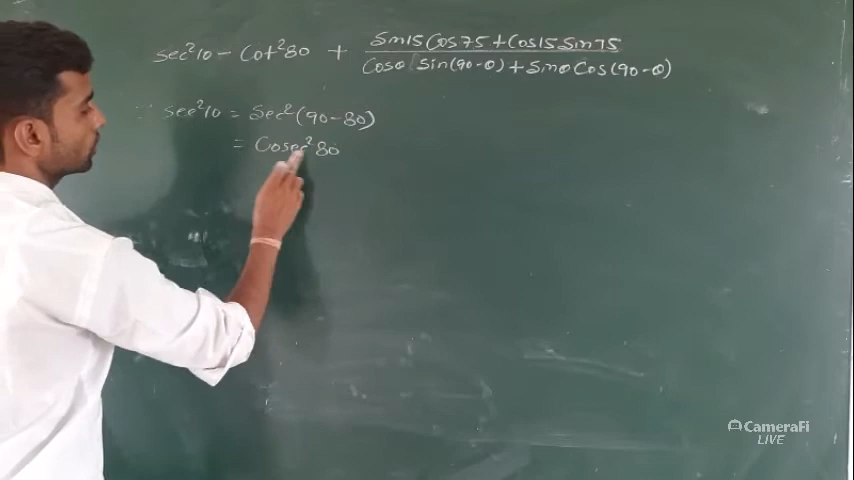 sec²10 - Cot²80 + Sin15 Cos75 + Cos15 Sin75
Cosθ Sin(90-θ) + Sinθ Cos(90-θ)
∵ sec²10 = Sec²(90-80)
= Cosec²80
CameraFi
LIVE